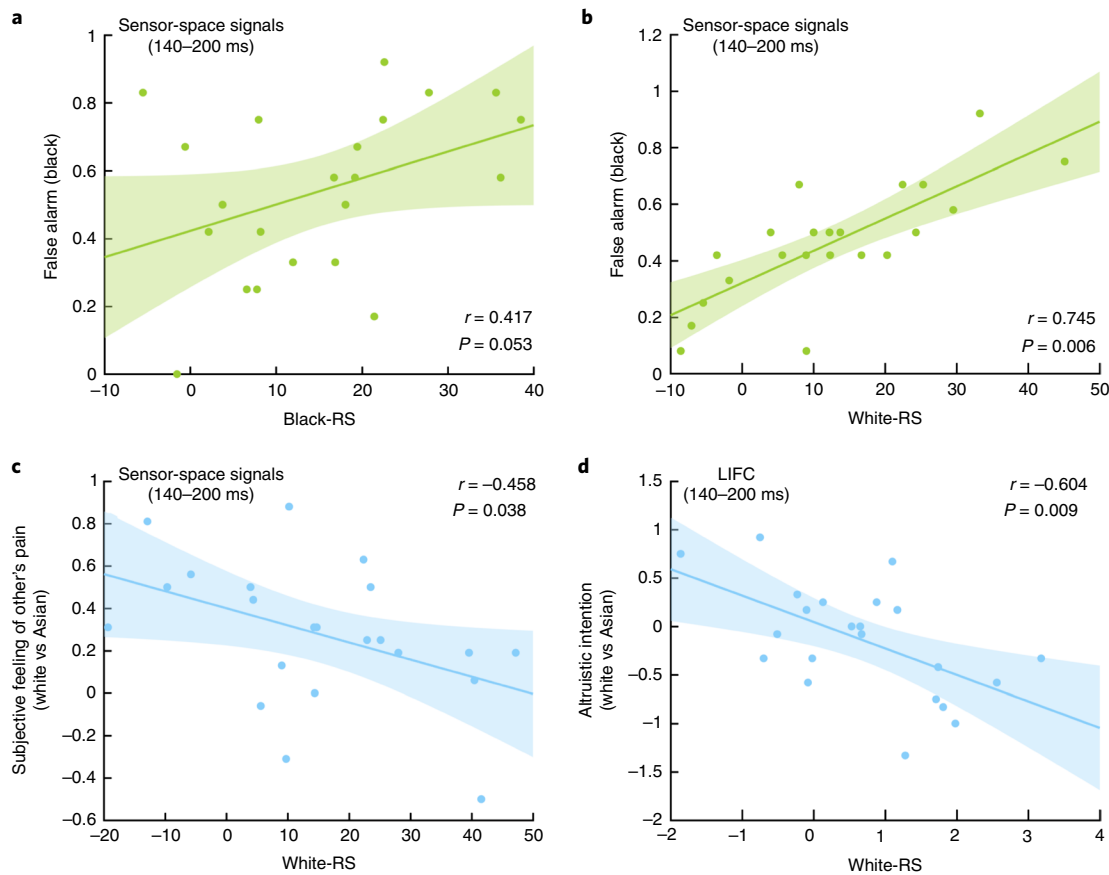 a
Sensor-space signals
(140–200 ms)
False alarm (black)
1
0.8
0.6
0.4
0.2
0
–10
0
10
20
30
40
Black-RS
r = 0.417
P = 0.053
b
Sensor-space signals
(140–200 ms)
False alarm (black)
1.2
1
0.8
0.6
0.4
0.2
0
–10
0
10
20
30
40
50
White-RS
r = 0.745
P = 0.006
c
Sensor-space signals
(140–200 ms)
r = –0.458
P = 0.038
Subjective feeling of other's pain
(white vs Asian)
1
0.8
0.6
0.4
0.2
0
–0.2
–0.4
–0.6
–20
–10
0
10
20
30
40
50
White-RS
d
LIFC
(140–200 ms)
r = –0.604
P = 0.009
Altruistic intention
(white vs Asian)
1.5
1
0.5
0
–0.5
–1
–1.5
–2
–2
–1
0
1
2
3
4
White-RS